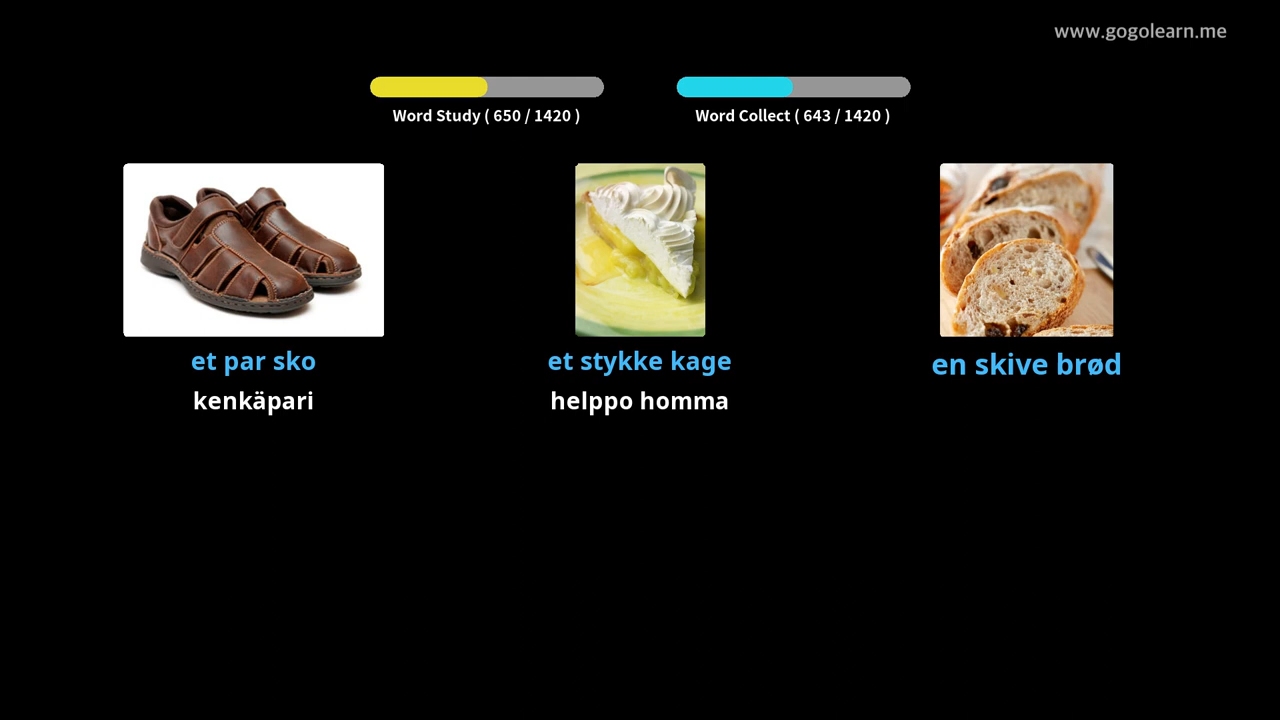 www.gogolearn.me
Word Study ( 650 / 1420 )
Word Collect ( 643 / 1420 )
et par sko
et stykke kage
en skive brød
kenkäpari
helppo homma